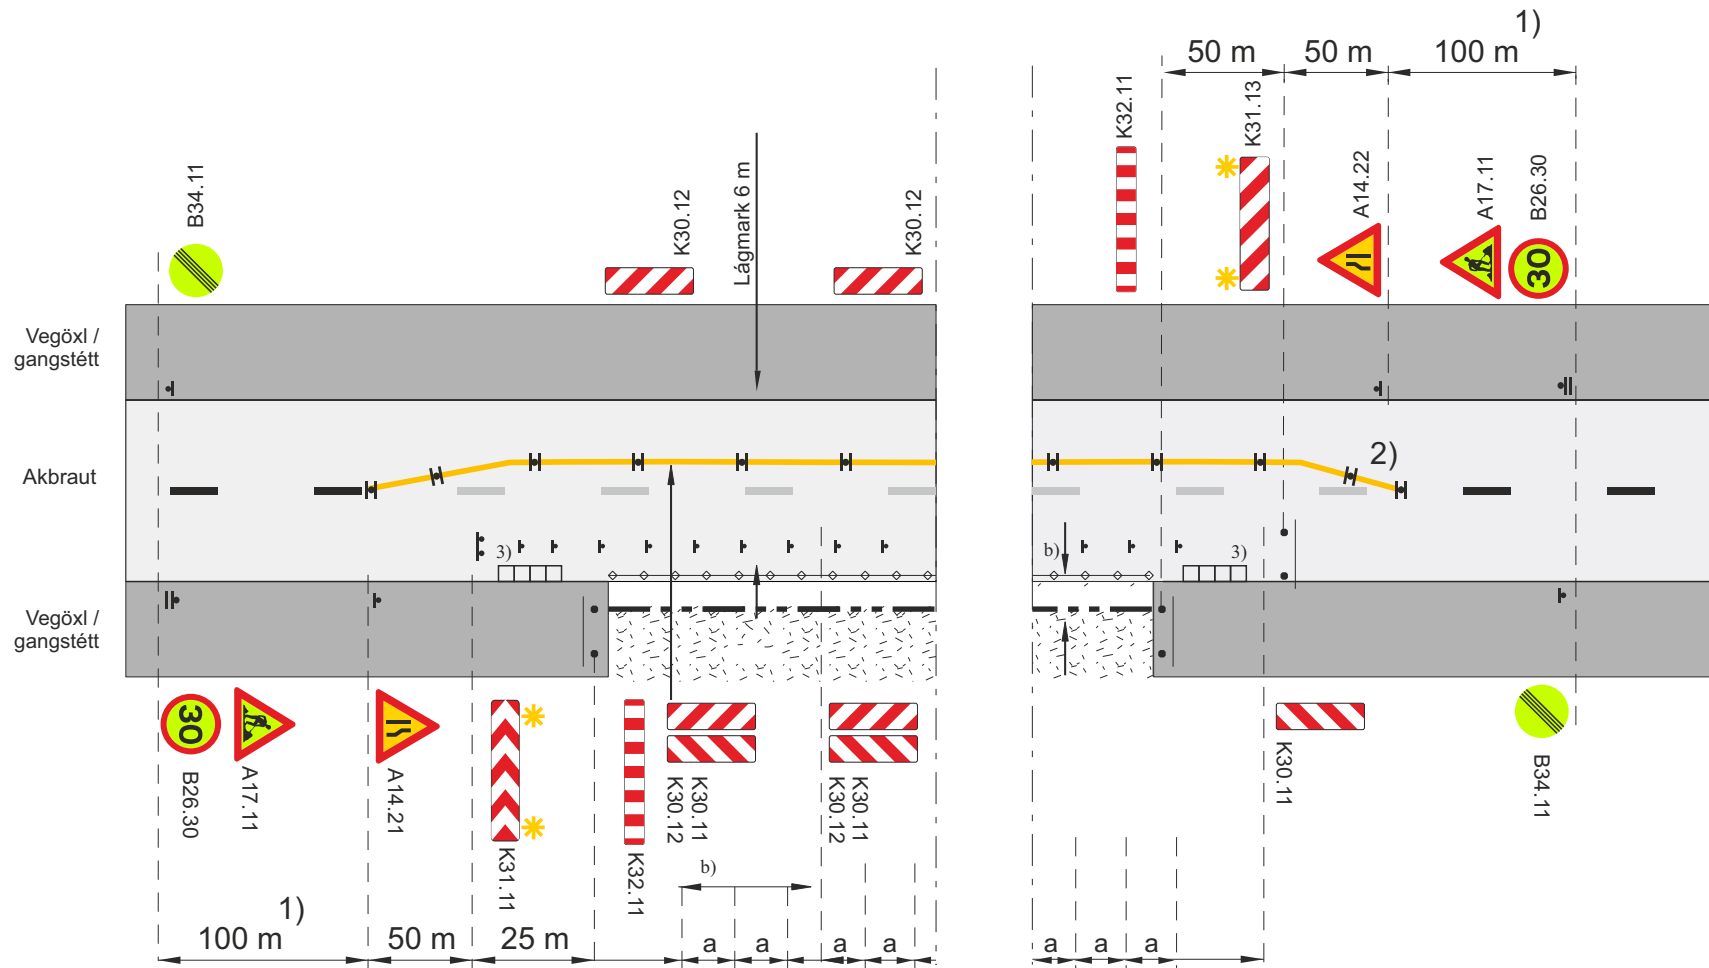 1)
50 m
50 m
100 m
B34.11
K30.12
Lágmark 6 m
K30.12
K32.11
K31.13
A14.22
A17.11
B26.30
30
Vegöxl /
gangstétt
Akbraut
2)
3)
b)
3)
Vegöxl /
gangstétt
30
B26.30
A17.11
A14.21
K31.11
K32.11
K30.11
K30.12
K30.11
K30.12
K30.11
B34.11
b)
1)
100 m
50 m
25 m
a
a
a
a
a
a
a